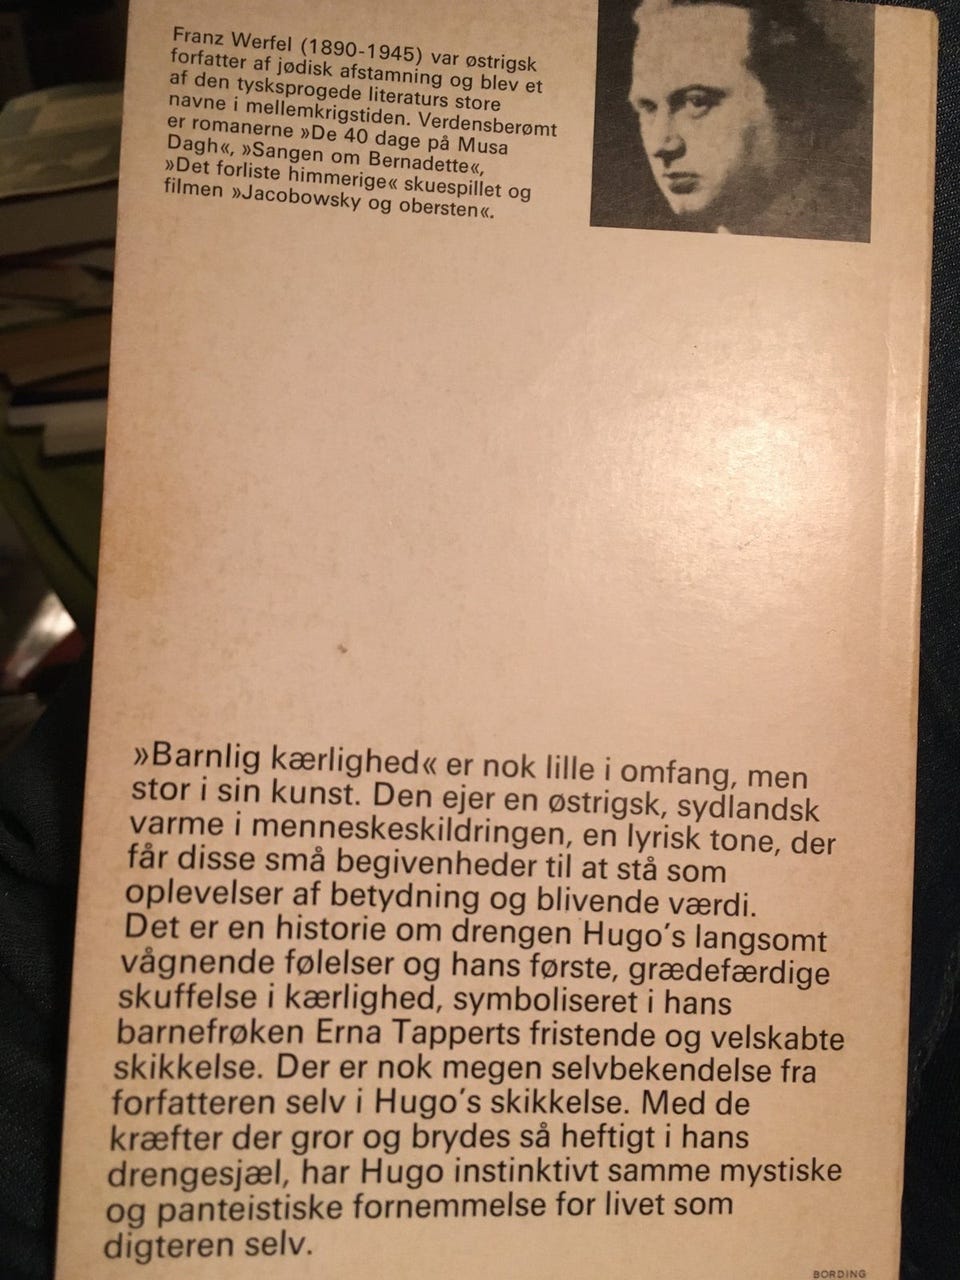 Franz Werfel (1890-1945) var østrigsk
forfatter af jødisk afstamning og blev et
af den tysksprogede literaturs store
navne i mellemkrigstiden. Verdensberømt
er romanerne »De 40 dage på Musa
Dagh«, »Sangen om Bernadette«,
»Det forliste himmerige« skuespillet og
filmen »Jacobowsky og obersten«.
»Barnlig kærlighed« er nok lille i omfang, men
stor i sin kunst. Den ejer en østrigsk, sydlandsk
varme i menneskeskildringen, en lyrisk tone, der
får disse små begivenheder til at stå som
oplevelser af betydning og blivende værdi.
Det er en historie om drengen Hugo's langsomt
vågnende følelser og hans første, grædefærdige
skuffelse i kærlighed, symboliseret i hans
barnefrøken Erna Tapperts fristende og velskabte
skikkelse. Der er nok megen selvbekendelse fra
forfatteren selv i Hugo's skikkelse. Med de
kræfter der gror og brydes så heftigt i hans
drengesjæl, har Hugo instinktivt samme mystiske
og panteistiske fornemmelse for livet som
digteren selv.
BORDING